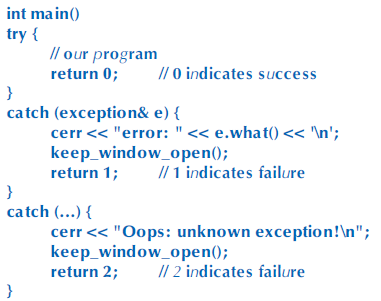 int main()
try {
// our program
return 0; // 0 indicates success
}
catch (exception& e) {
cerr << "error: " << e.what() << '\n';
keep_window_open();
return 1; // 1 indicates failure
}
catch (...) {
cerr << "Oops: unknown exception!\n";
keep_window_open();
return 2; // 2 indicates failure
}